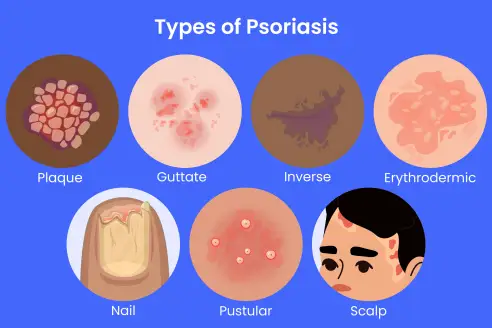 Types of Psoriasis
Plaque
Guttate
Inverse
Erythrodermic
Nail
Pustular
Scalp